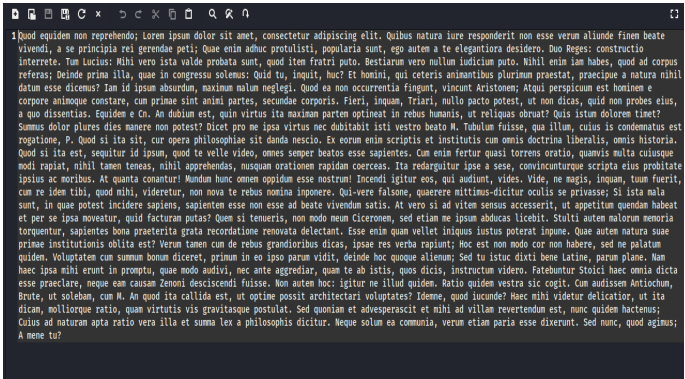 1 Quod equidem non reprehendo; Lorem ipsum dolor sit amet, consectetur adipiscing elit. Quibus natura iure responderit non esse verum aliunde finem beate
vivendi, a se principia rei gerendae peti; Quae enim adhuc protulisti, popularia sunt, ego autem a te elegantiora desidero. Duo Reges: constructio
interrete. Tum Lucius: Mihi vero ista valde probata sunt, quod item fratri puto. Bestiarum vero nullum iudicium puto. Nihil enim iam habes, quod ad corpus
referas; Deinde prima illa, quae in congressu solemus: Quid tu, inquit, huc? Et homini, qui ceteris animantibus plurimum praestat, praecipue a natura nihil
datum esse dicemus? Iam id ipsum absurdum, maximum malum neglegi. Quod ea non occurrentia fingunt, vincunt Aristonem; Atqui perspicuum est hominem e
corpore animoque constare, cum primae sint animi partes, secundae corporis. Fieri, inquam, Triari, nullo pacto potest, ut non dicas, quid non probes eius,
a quo dissentias. Equidem e Cn. An dubium est, quin virtus ita maximam partem optineat in rebus humanis, ut reliquas obruat? Quis istum dolorem timet?
Summus dolor plures dies manere non potest? Dicet pro me ipsa virtus nec dubitabit isti vestro beato M. Tubulum fuisse, qua illum, cuius is condemnatus est
rogatione, P. Quod si ita sit, cur opera philosophiae sit danda nescio. Ex eorum enim scriptis et institutis cum omnis doctrina liberalis, omnis historia.
Quod si ita est, sequitur id ipsum, quod te velle video, omnes semper beatos esse sapientes. Cum enim fertur quasi torrens oratio, quamvis multa cuiusque
modi rapiat, nihil tamen teneas, nihil apprehendas, nusquam orationem rapidam coerceas. Ita redarguitur ipse a sese, convincunturque scripta eius probitate
ipsius ac moribus. At quanta conantur! Mundum hunc omnem oppidum esse nostrum! Incendi igitur eos, qui audiunt, vides. Vide, ne magis, inquam, tuum fuerit,
cum re idem tibi, quod mihi, videretur, non nova te rebus nomina inponere. Qui-vere falsone, quaerere mittimus-dicitur oculis se privasse; Si ista mala
sunt, in quae potest incidere sapiens, sapientem esse non esse ad beate vivendum satis. At vero si ad vitem sensus accesserit, ut appetitum quendam habeat
et per se ipsa moveatur, quid facturam putas? Quem si tenueris, non modo meum Ciceronem, sed etiam me ipsum abducas licebit. Stulti autem malorum memoria
torquentur, sapientes bona praeterita grata recordatione renovata delectant. Esse enim quam vellet iniquus iustus poterat inpune. Quae autem natura suae
primae institutionis oblita est? Verum tamen cum de rebus grandioribus dicas, ipsae res verba rapiunt; Hoc est non modo cor non habere, sed ne palatum
quidem. Voluptatem cum summum bonum diceret, primum in eo ipso parum vidit, deinde hoc quoque alienum; Sed tu istuc dixti bene Latine, parum plane. Nam
haec ipsa mihi erunt in promptu, quae modo audivi, nec ante aggrediar, quam te ab istis, quos dicis, instructum videro. Fatebuntur Stoici haec omnia dicta
esse praeclare, neque eam causam Zenoni desciscendi fuisse. Non autem hoc: igitur ne illud quidem. Ratio quidem vestra sic cogit. Cum audissem Antiochum,
Brute, ut solebam, cum M. An quod ita callida est, ut optime possit architectari voluptates? Idemne, quod iucunde? Haec mihi videtur delicatior, ut ita
dicam, molliorque ratio, quam virtutis vis gravitasque postulat. Sed quoniam et advesperascit et mihi ad villam revertendum est, nunc quidem hactenus;
Cuius ad naturam apta ratio vera illa et summa lex a philosophis dicitur. Neque solum ea communia, verum etiam paria esse dixerunt. Sed nunc, quod agimus;
A mene tu?